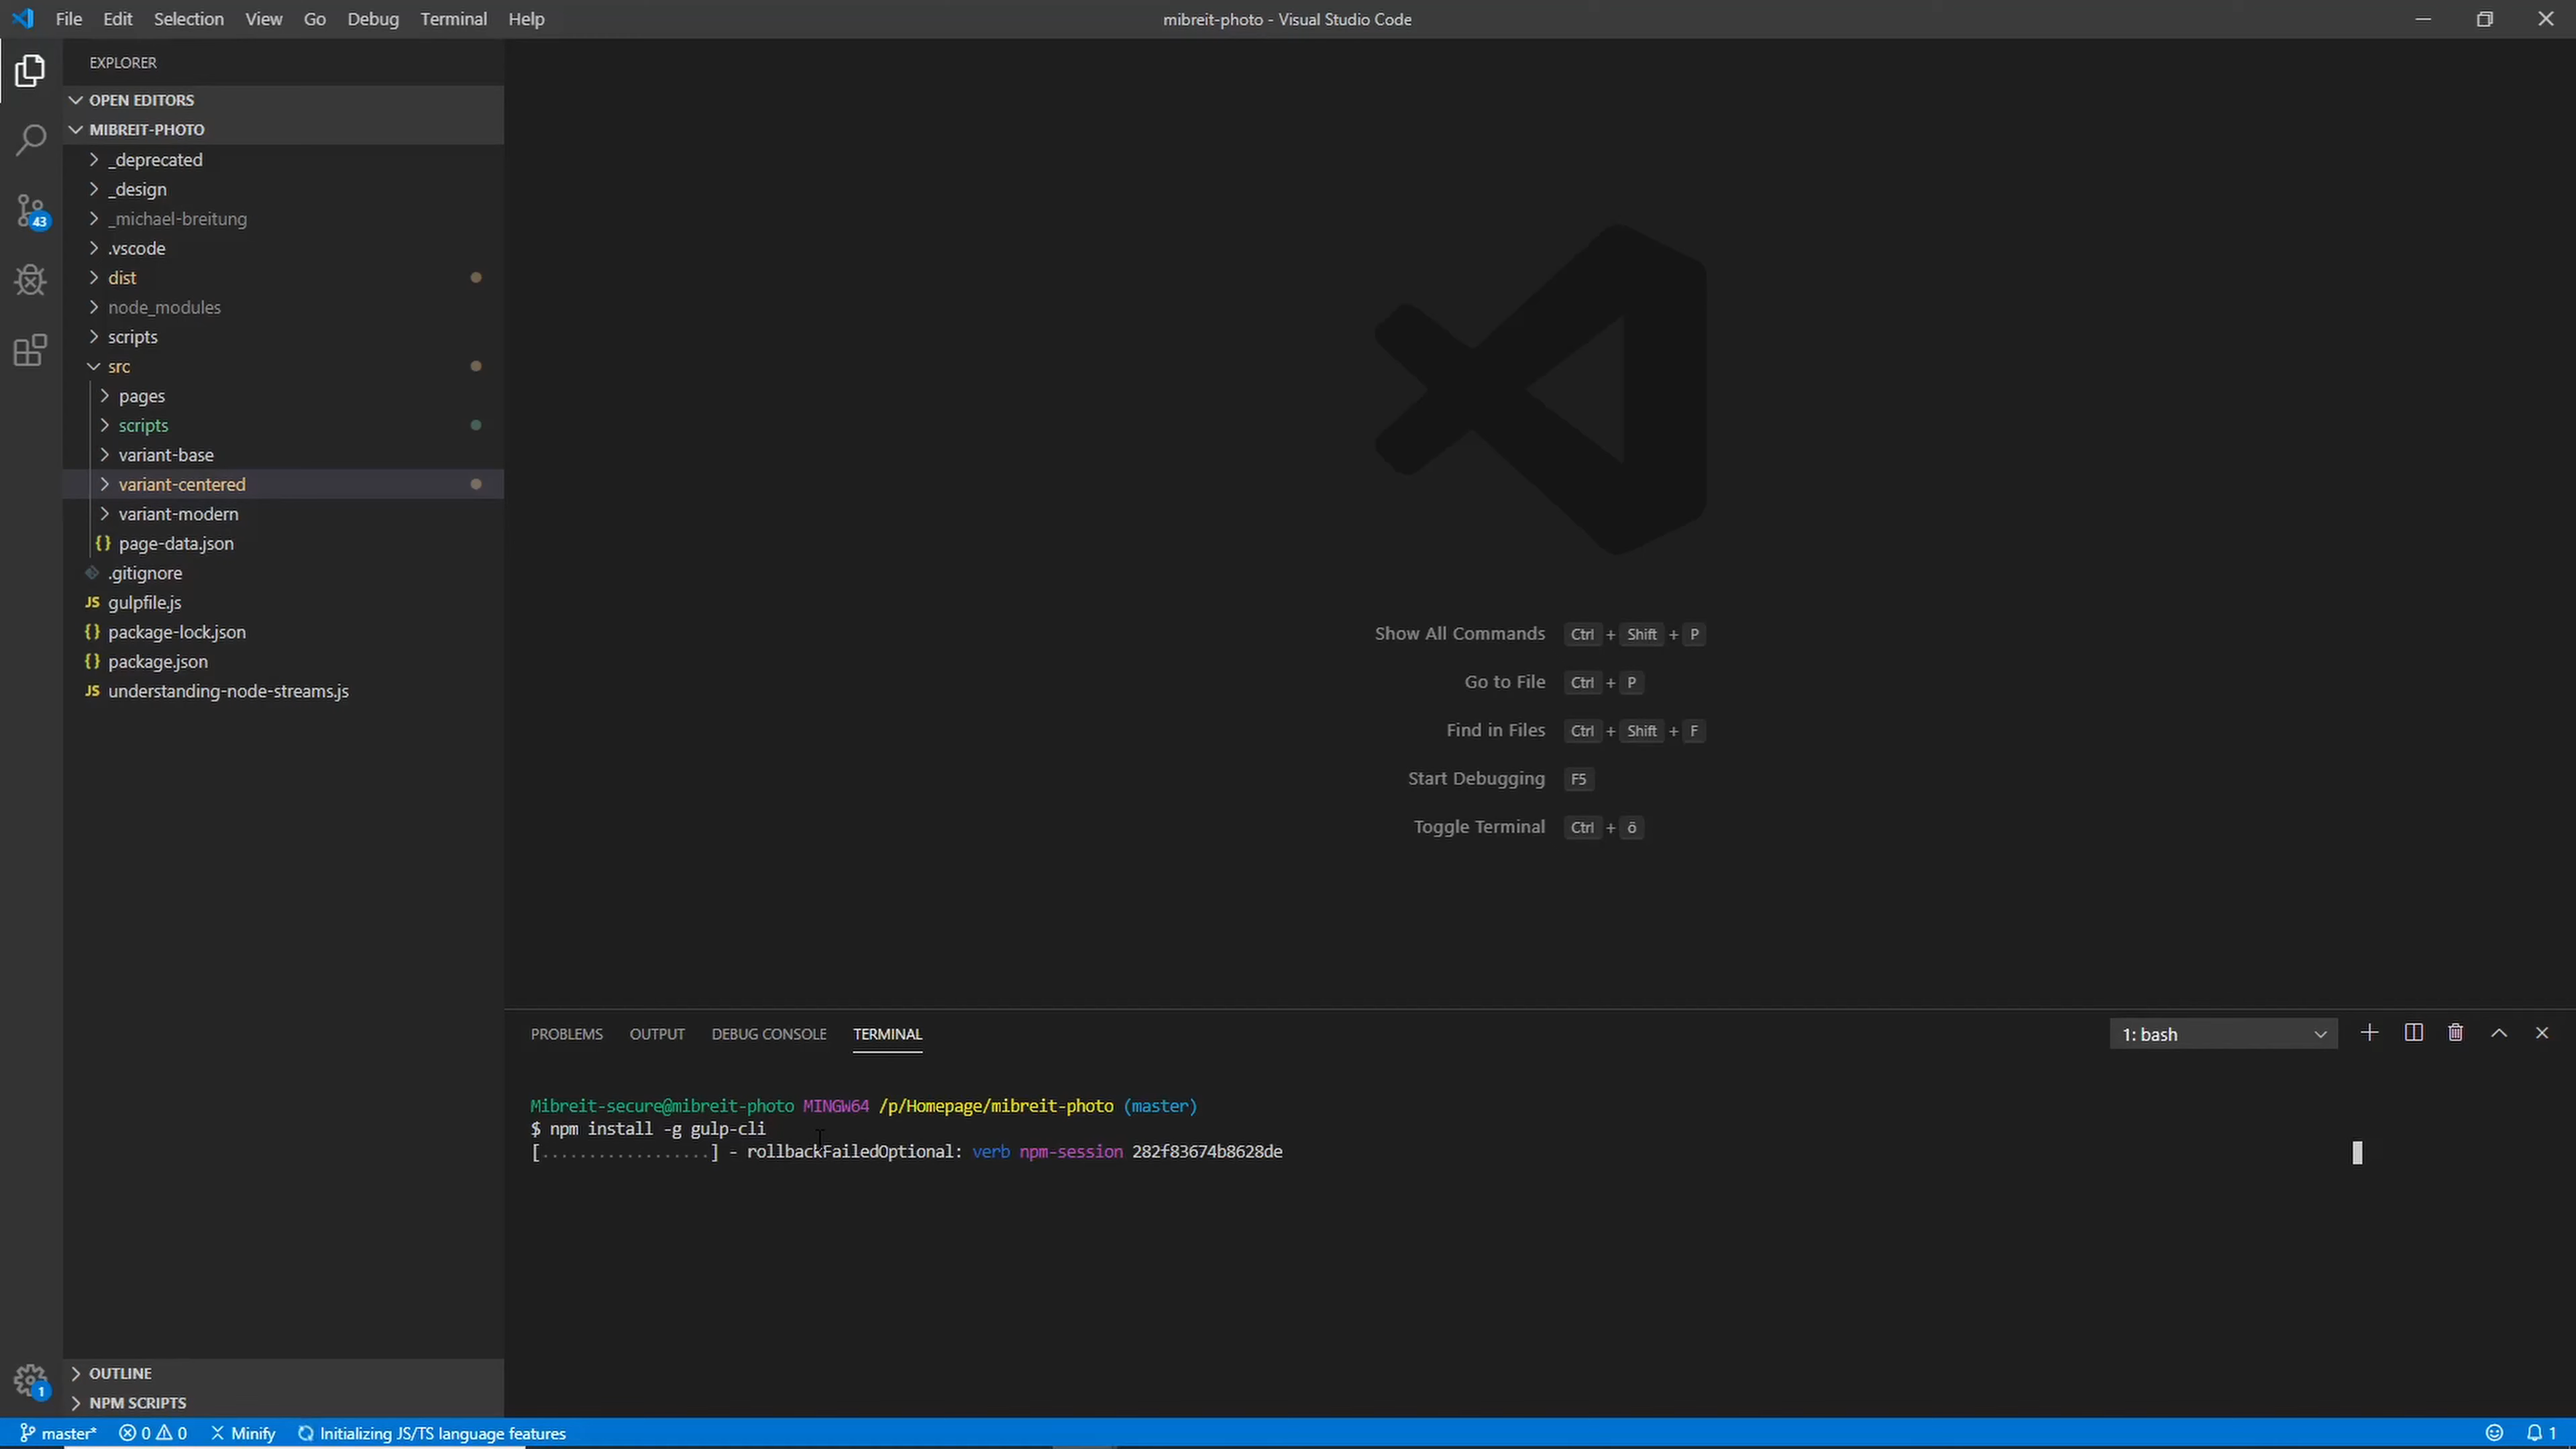 File Edit Selection View Go Debug Terminal Help
mibreit-photo - Visual Studio Code
EXPLORER
OPEN EDITORS
MIBREIT-PHOTO
_deprecated
_design
_michael-breitung
.vscode
dist
node_modules
scripts
src
pages
scripts
variant-base
variant-centered
variant-modern
{} page-data.json
.gitignore
JS gulpfile.js
{} package-lock.json
{} package.json
JS understanding-node-streams.js
43
Show All Commands Ctrl + Shift + P
Go to File Ctrl + P
Find in Files Ctrl + Shift + F
Start Debugging F5
Toggle Terminal Ctrl + ö
PROBLEMS OUTPUT DEBUG CONSOLE TERMINAL
1: bash
Mibreit-secure@mibreit-photo MINGW64 /p/Homepage/mibreit-photo (master)
$ npm install -g gulp-cli
[..................] - rollbackFailedOptional: verb npm-session 282f83674b8628de
OUTLINE
NPM SCRIPTS
1
master* 0 0 Minify Initializing JS/TS language features
1